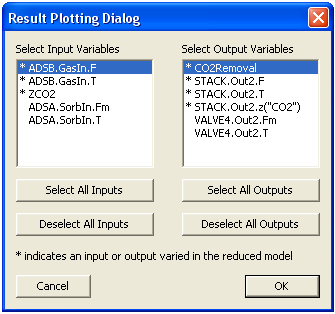 Result Plotting Dialog
Select Input Variables
* ADSB.GasIn.F
* ADSB.GasIn.T
* ZCO2
ADSA.SorbIn.Fm
ADSA.SorbIn.T
Select All Inputs
Deselect All Inputs
Select Output Variables
* CO2Removal
* STACK.Out2.F
* STACK.Out2.T
* STACK.Out2.z("CO2")
VALVE4.Out2.Fm
VALVE4.Out2.T
Select All Outputs
Deselect All Outputs
* indicates an input or output varied in the reduced model
Cancel
OK